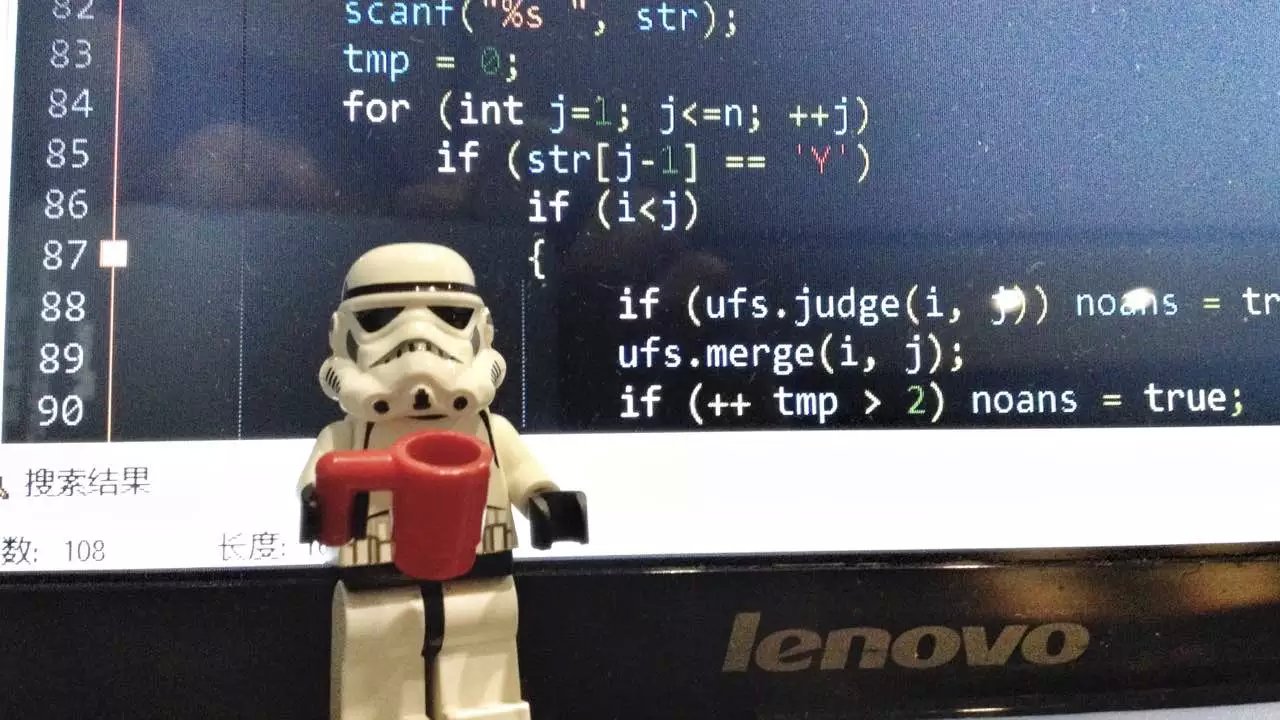 82 scanf("%s ", str);
83 tmp = 0;
84 for (int j=1; j<=n; ++j)
85 if (str[j-1] == 'Y')
86 if (i<j)
87 {
88 if (ufs.judge(i, j)) noans = tr
89 ufs.merge(i, j);
90 if (++ tmp > 2) noans = true;
搜索结果
数: 108 长度:
lenovo